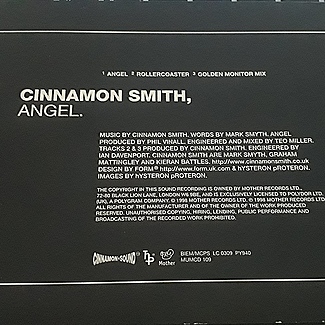 1 ANGEL 2 ROLLERCOASTER 3 GOLDEN MONITOR MIX
CINNAMON SMITH,
ANGEL.
MUSIC BY CINNAMON SMITH. WORDS BY MARK SMYTH. ANGEL
PRODUCED BY PHIL VINALL. ENGINEERED AND MIXED BY TEO MILLER.
TRACKS 2 & 3 PRODUCED BY CINNAMON SMITH. ENGINEERED BY
IAN DAVENPORT. CINNAMON SMITH ARE MARK SMYTH, GRAHAM
MATTINGLEY AND KIERAN BATTLES. http://www.cinnamonsmith.co.uk
DESIGN BY FORM® http://www.form.uk.com & hYSTERON pROTERON.
IMAGES BY hYSTERON pROTERON.
THE COPYRIGHT IN THIS SOUND RECORDING IS OWNED BY MOTHER RECORDS LTD.,
72-80 BLACK LION LANE, LONDON W6 9BE, AND IS EXCLUSIVELY LICENSED TO POLYDOR LTD.
(UK), A POLYGRAM COMPANY. ℗ 1998 MOTHER RECORDS LTD. © 1998 MOTHER RECORDS LTD.
ALL RIGHTS OF THE MANUFACTURER AND OF THE OWNER OF THE WORK PRODUCED
RESERVED. UNAUTHORISED COPYING, HIRING, LENDING, PUBLIC PERFORMANCE AND
BROADCASTING OF THE RECORDED WORK PROHIBITED.
CINNAMON-SOUND
Mother
BIEM/MCPS LC 0309 PY940
MUMCD 109